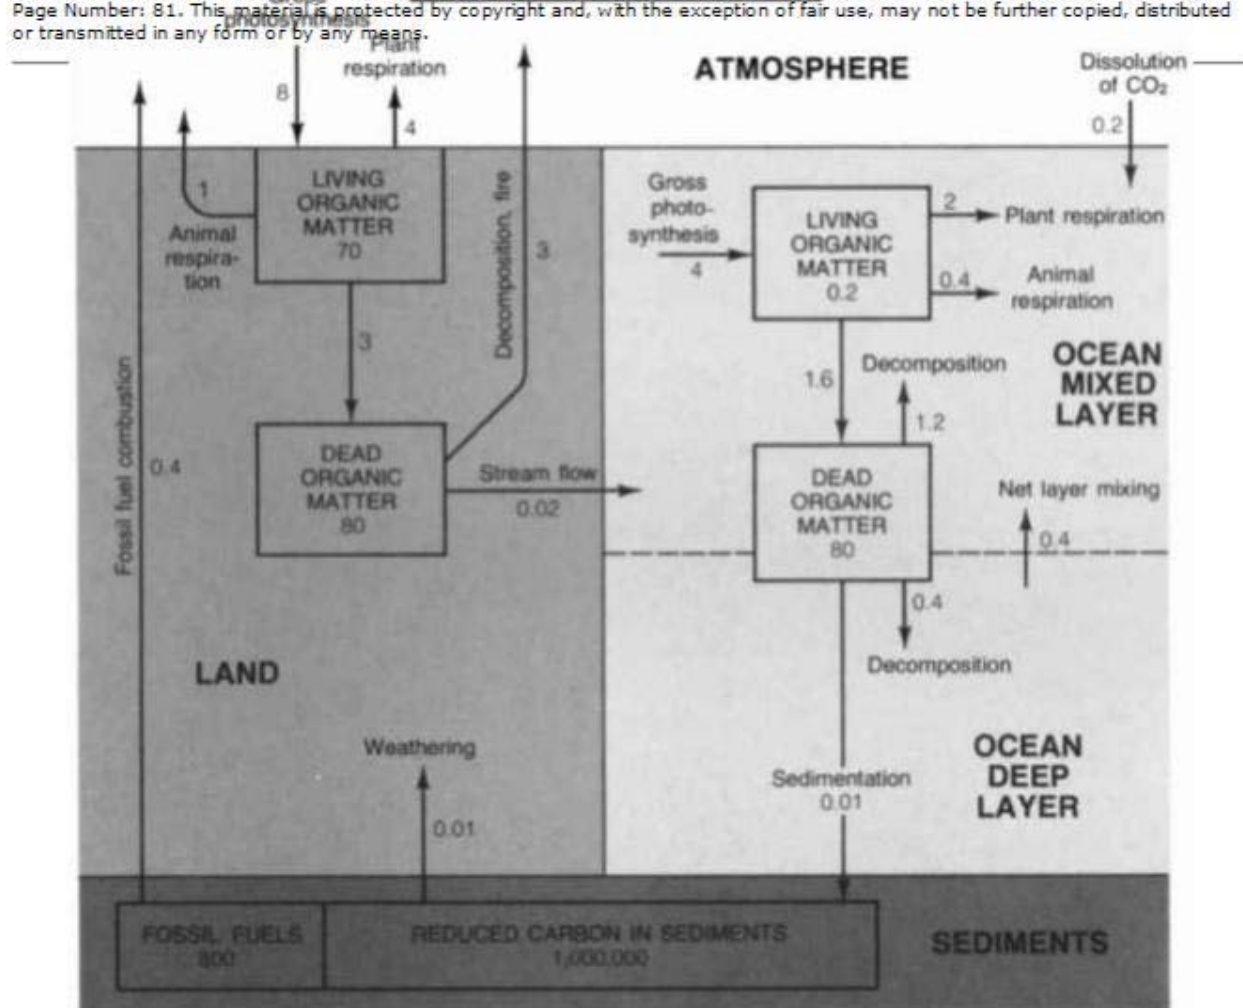 Page Number: 81. This material is protected by copyright and, with the exception of fair use, may not be further copied, distributed
or transmitted in any form or by any means.
photosynthesis
8
Plant
respiration
4
ATMOSPHERE
Dissolution
of CO₂
0.2
1
Animal
respira-
tion
LIVING
ORGANIC
MATTER
70
Decomposition, fire
3
3
Fossil fuel combustion
0.4
DEAD
ORGANIC
MATTER
80
Stream flow
0.02
LAND
Weathering
0.01
Gross
photo-
synthesis
4
LIVING
ORGANIC
MATTER
0.2
2
Plant respiration
0.4
Animal
respiration
1.6
Decomposition
1.2
OCEAN
MIXED
LAYER
DEAD
ORGANIC
MATTER
80
Net layer mixing
0.4
0.4
Decomposition
Sedimentation
0.01
OCEAN
DEEP
LAYER
FOSSIL FUELS
800
REDUCED CARBON IN SEDIMENTS
1,000,000
SEDIMENTS